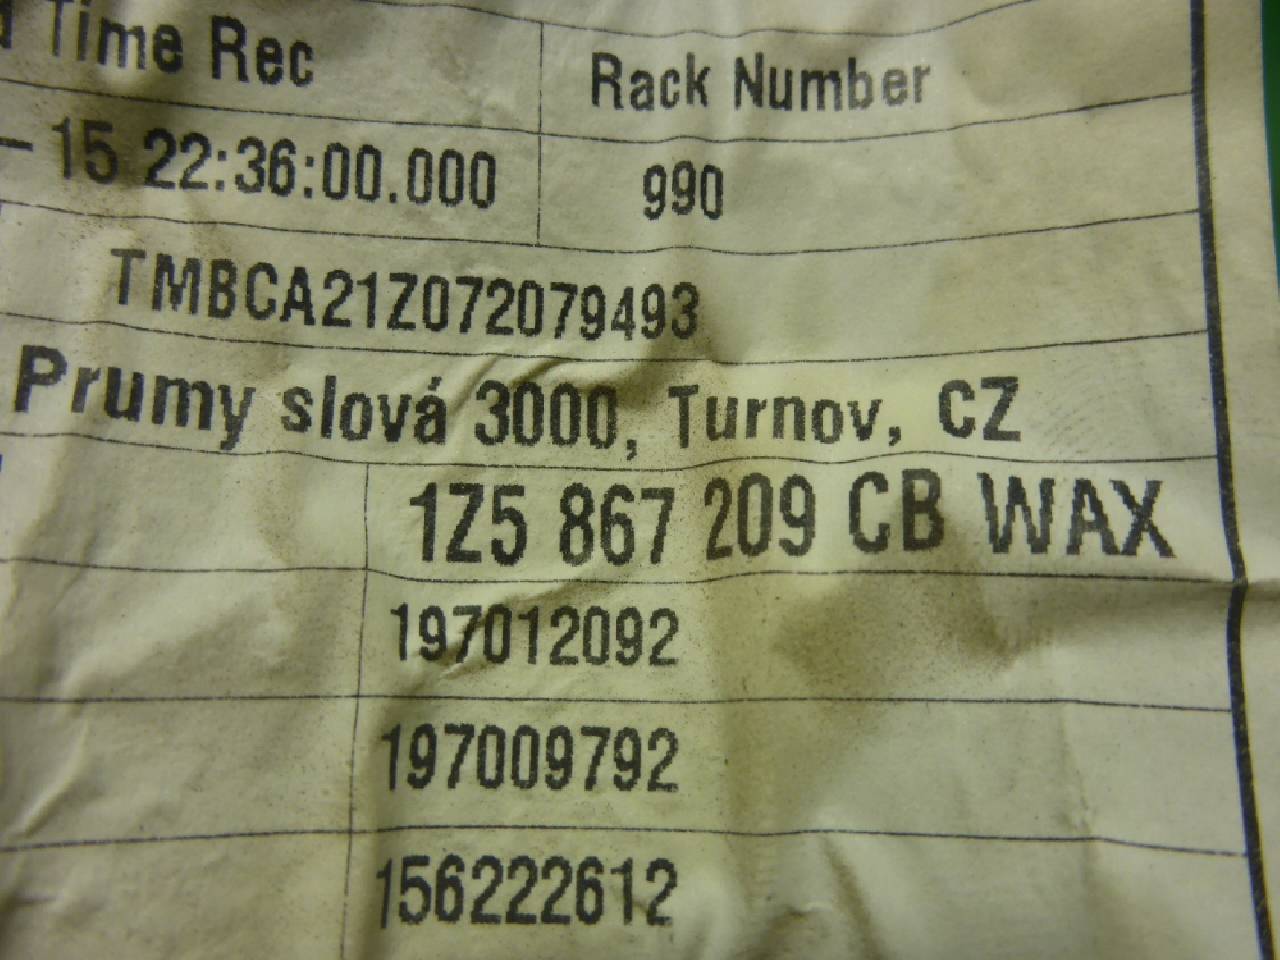 Time Rec Rack Number
- 15 22:36:00.000 990
TMBCA21Z072079493
Prumy slová 3000, Turnov, CZ
1Z5 867 209 CB WAX
197012092
197009792
156222612